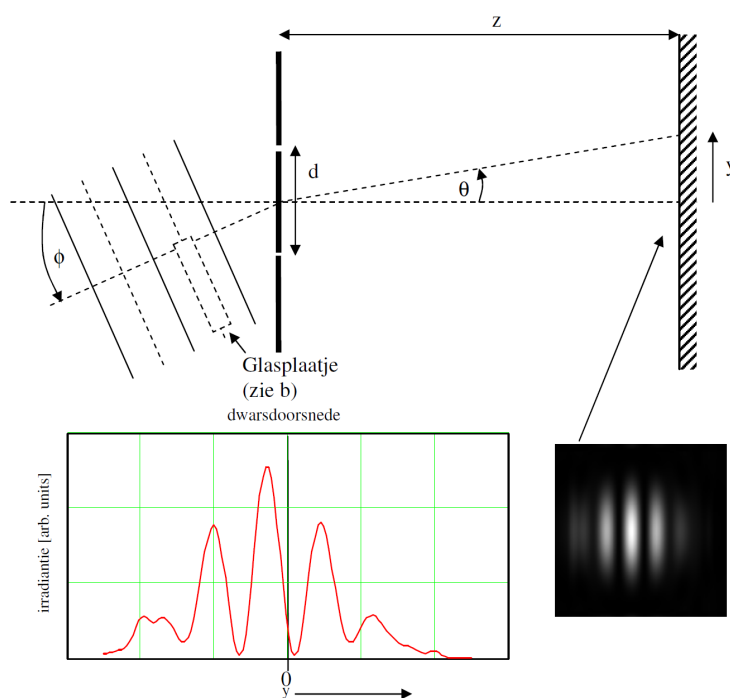 z
d
θ
y
ϕ
Glasplaatje
(zie b)
dwarsdoorsnede
irradiantie [arb. units]
0
y